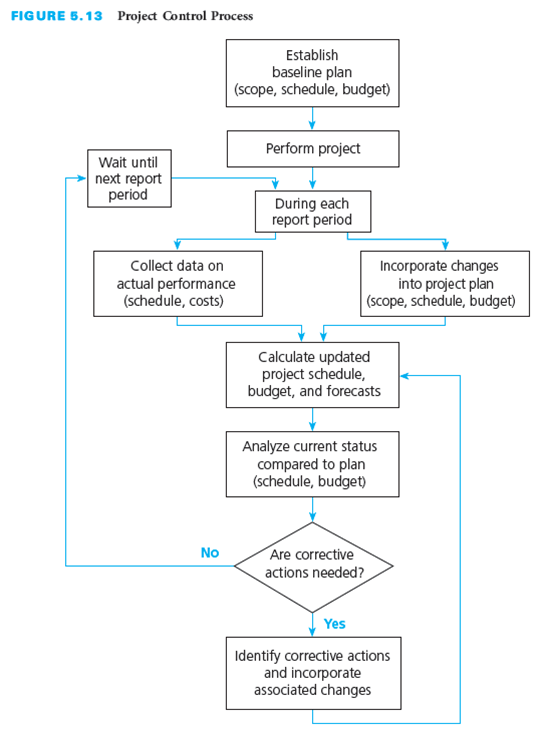 FIGURE 5.13 Project Control Process
Establish
baseline plan
(scope, schedule, budget)
Perform project
Wait until
next report
period
During each
report period
Collect data on
actual performance
(schedule, costs)
Incorporate changes
into project plan
(scope, schedule, budget)
Calculate updated
project schedule,
budget, and forecasts
Analyze current status
compared to plan
(schedule, budget)
No
Are corrective
actions needed?
Yes
Identify corrective actions
and incorporate
associated changes